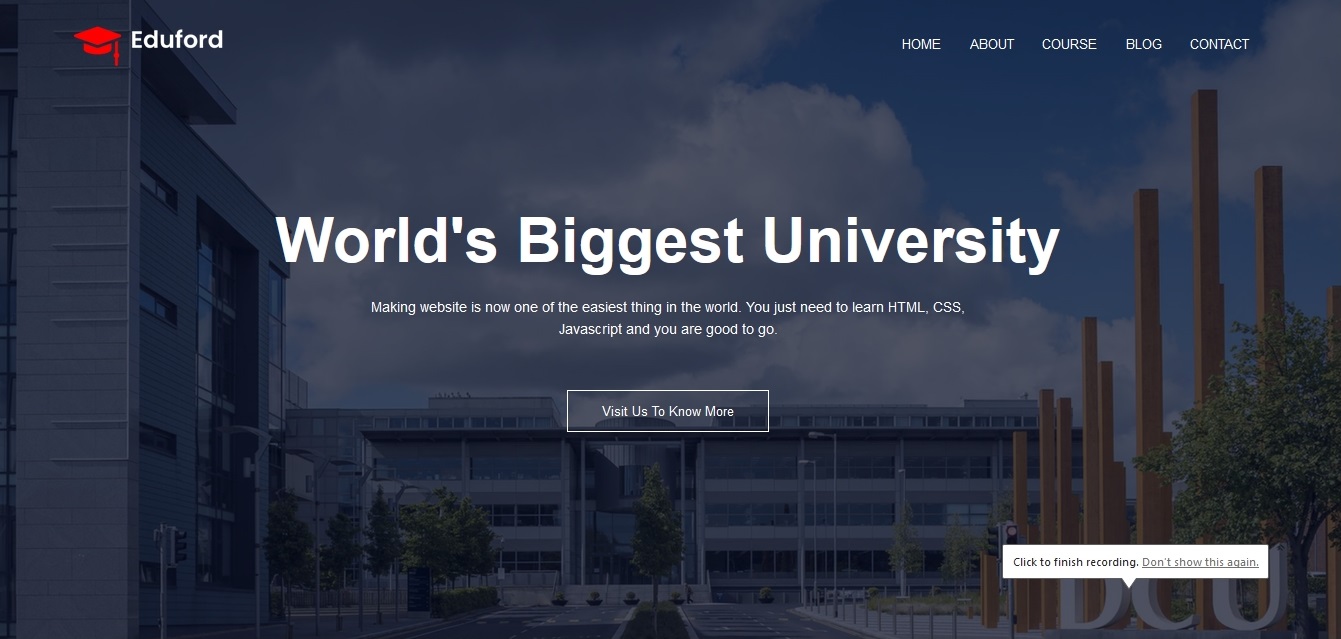 Eduford
HOME ABOUT COURSE BLOG CONTACT
World's Biggest University
Making website is now one of the easiest thing in the world. You just need to learn HTML, CSS,
Javascript and you are good to go.
Visit Us To Know More
Click to finish recording. Don't show this again.
DCU